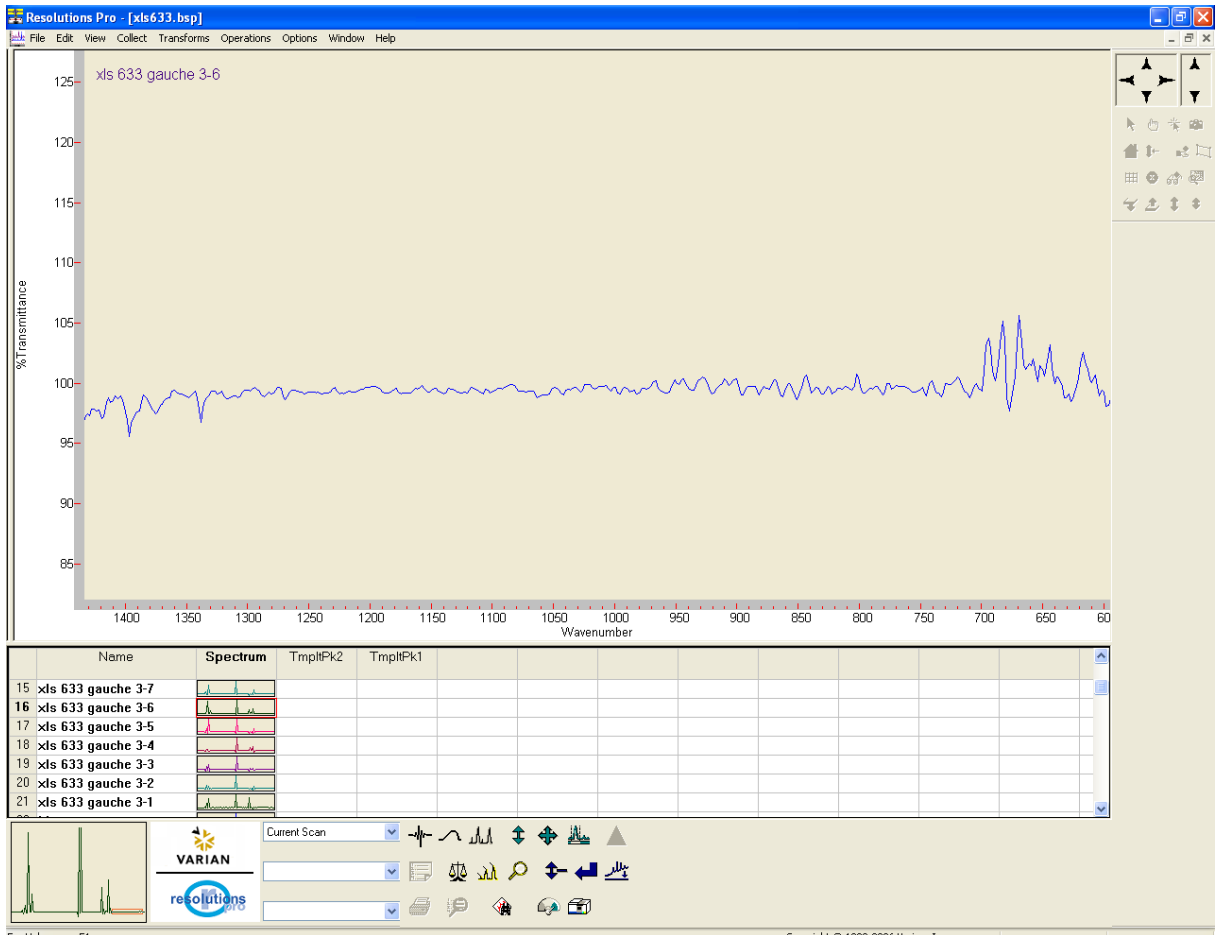 Resolutions Pro - [xls633.bsp]
File Edit View Collect Transforms Operations Options Window Help
xls 633 gauche 3-6
125
120
115
110
105
100
95
90
85
%Transmittance
1400 1350 1300 1250 1200 1150 1100 1050 1000 950 900 850 800 750 700 650 60
Wavenumber
Name Spectrum TmpltPk2 TmpltPk1
15 xls 633 gauche 3-7
16 xls 633 gauche 3-6
17 xls 633 gauche 3-5
18 xls 633 gauche 3-4
19 xls 633 gauche 3-3
20 xls 633 gauche 3-2
21 xls 633 gauche 3-1
VARIAN
resolutions
pro
Current Scan